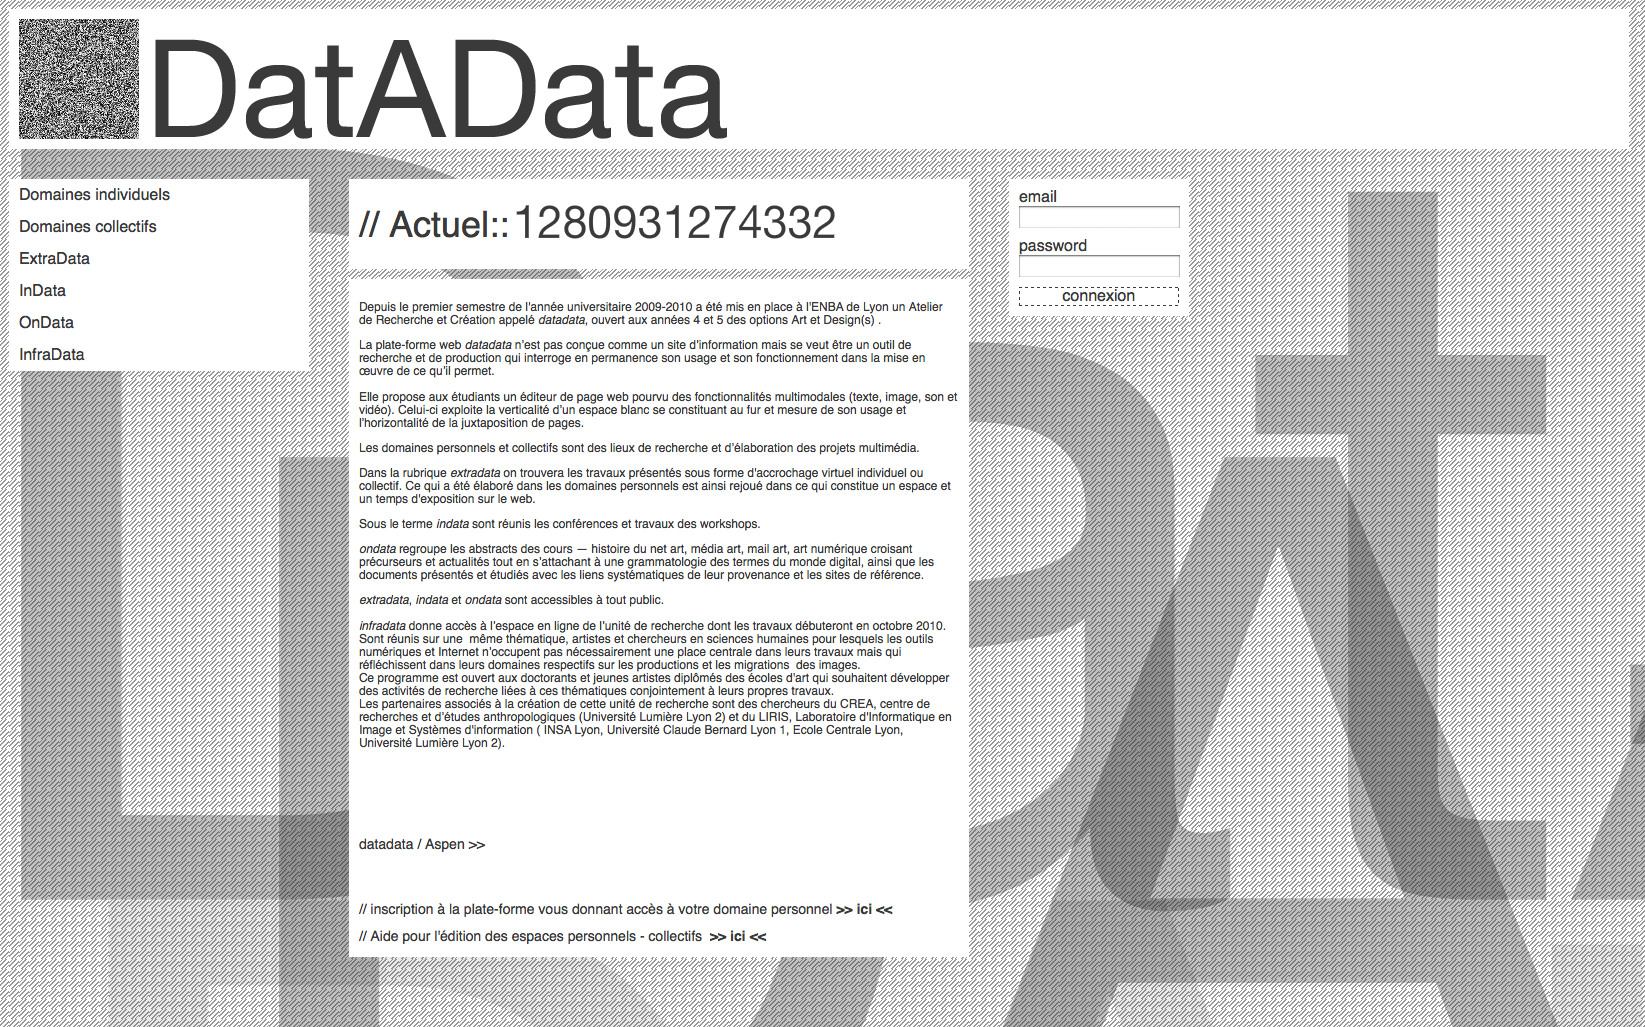 DatAData
Domaines individuels
Domaines collectifs
ExtraData
InData
OnData
InfraData
// Actuel:: 1280931274332
Depuis le premier semestre de l'année universitaire 2009-2010 a été mis en place à l'ENBA de Lyon un Atelier
de Recherche et Création appelé datadata, ouvert aux années 4 et 5 des options Art et Design(s) .
La plate-forme web datadata n'est pas conçue comme un site d'information mais se veut être un outil de
recherche et de production qui interroge en permanence son usage et son fonctionnement dans la mise en
œuvre de ce qu'il permet.
Elle propose aux étudiants un éditeur de page web pourvu des fonctionnalités multimodales (texte, image, son et
vidéo). Celui-ci exploite la verticalité d'un espace blanc se constituant au fur et mesure de son usage et
l'horizontalité de la juxtaposition de pages.
Les domaines personnels et collectifs sont des lieux de recherche et d'élaboration des projets multimédia.
Dans la rubrique extradata on trouvera les travaux présentés sous forme d'accrochage virtuel individuel ou
collectif. Ce qui a été élaboré dans les domaines personnels est ainsi rejoué dans ce qui constitue un espace et
un temps d'exposition sur le web.
Sous le terme indata sont réunis les conférences et travaux des workshops.
ondata regroupe les abstracts des cours — histoire du net art, média art, mail art, art numérique croisant
précurseurs et actualités tout en s'attachant à une grammatologie des termes du monde digital, ainsi que les
documents présentés et étudiés avec les liens systématiques de leur provenance et les sites de référence.
extradata, indata et ondata sont accessibles à tout public.
infradata donne accès à l'espace en ligne de l'unité de recherche dont les travaux débuteront en octobre 2010.
Sont réunis sur une  même thématique, artistes et chercheurs en sciences humaines pour lesquels les outils
numériques et Internet n'occupent pas nécessairement une place centrale dans leurs travaux mais qui
réfléchissent dans leurs domaines respectifs sur les productions et les migrations  des images.
Ce programme est ouvert aux doctorants et jeunes artistes diplômés des écoles d'art qui souhaitent développer
des activités de recherche liées à ces thématiques conjointement à leurs propres travaux.
Les partenaires associés à la création de cette unité de recherche sont des chercheurs du CREA, centre de
recherches et d'études anthropologiques (Université Lumière Lyon 2) et du LIRIS, Laboratoire d'Informatique en
Image et Systèmes d'information ( INSA Lyon, Université Claude Bernard Lyon 1, Ecole Centrale Lyon,
Université Lumière Lyon 2).
datadata / Aspen >>
// inscription à la plate-forme vous donnant accès à votre domaine personnel >> ici <<
// Aide pour l'édition des espaces personnels - collectifs  >> ici <<
email
password
connexion